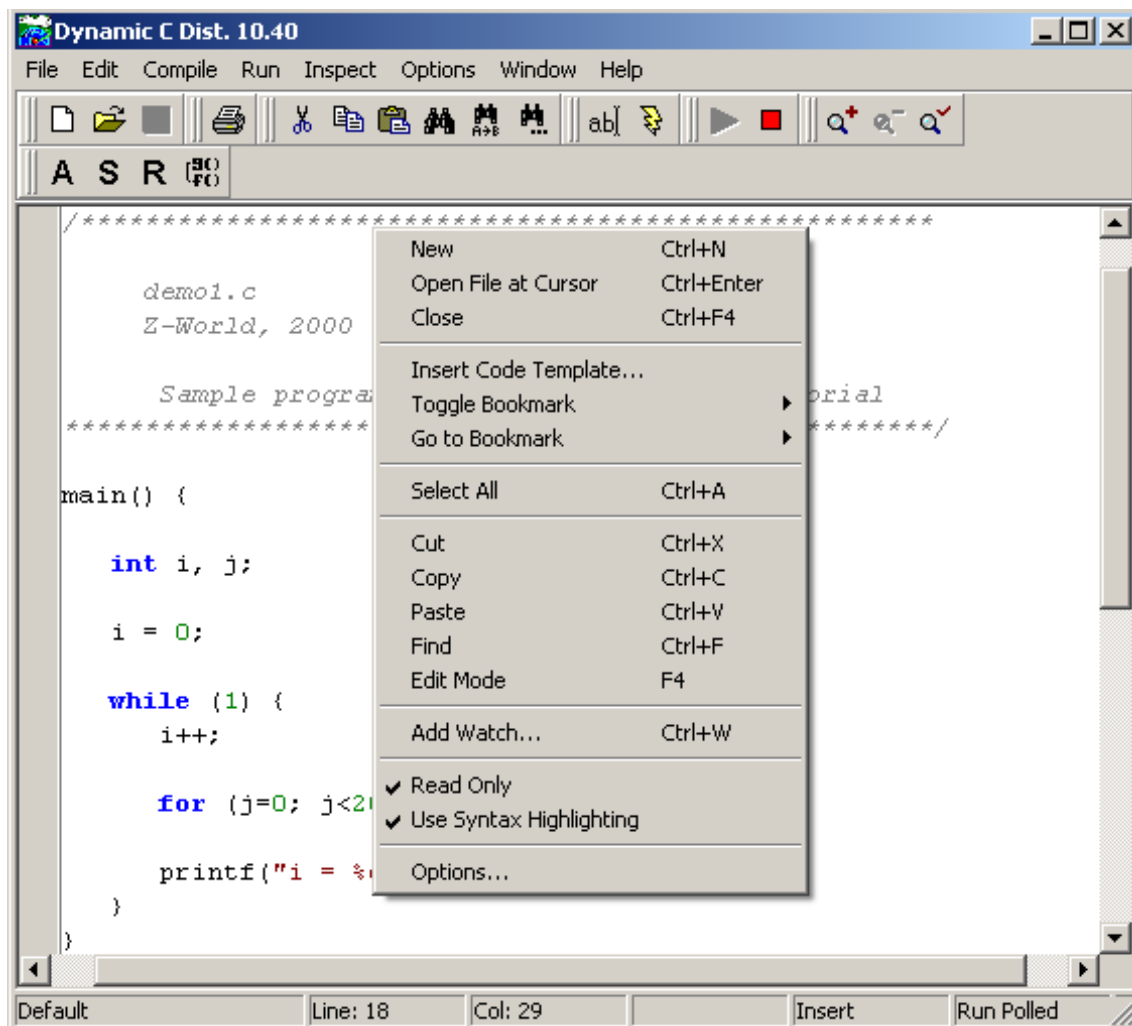 Dynamic C Dist. 10.40
File Edit Compile Run Inspect Options Window Help
A S R
/*****************************************************
demo1.c
Z-World, 2000
Sample
main() {
int i, j;
i = 0;
while (1) {
i++;
for (j=0;
printf("i =
}
}
New Ctrl+N
Open File at Cursor Ctrl+Enter
Close Ctrl+F4
Insert Code Template...
Toggle Bookmark
Go to Bookmark
Select All Ctrl+A
Cut Ctrl+X
Copy Ctrl+C
Paste Ctrl+V
Find Ctrl+F
Edit Mode F4
Add Watch... Ctrl+W
Read Only
Use Syntax Highlighting
Options...
Default Line: 18 Col: 29 Insert Run Polled